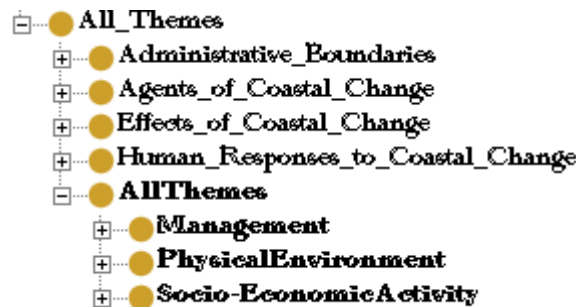 All_Themes
Administrative_Boundaries
Agents_of_Coastal_Change
Effects_of_Coastal_Change
Human_Responses_to_Coastal_Change
AllThemes
Management
PhysicalEnvironment
Socio-EconomicActivity